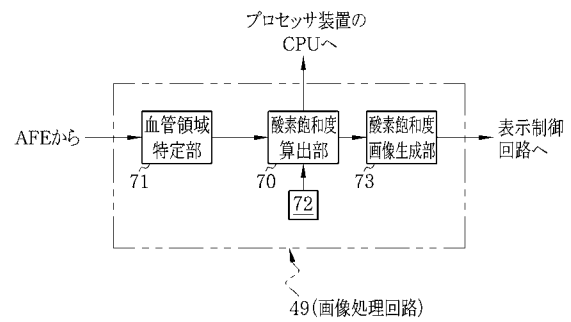 プロセッサ装置の
CPUへ
AFEから
血管領域
特定部
71
酸素飽和度
算出部
70
酸素飽和度
画像生成部
73
表示制御
回路へ
72
49(画像処理回路)